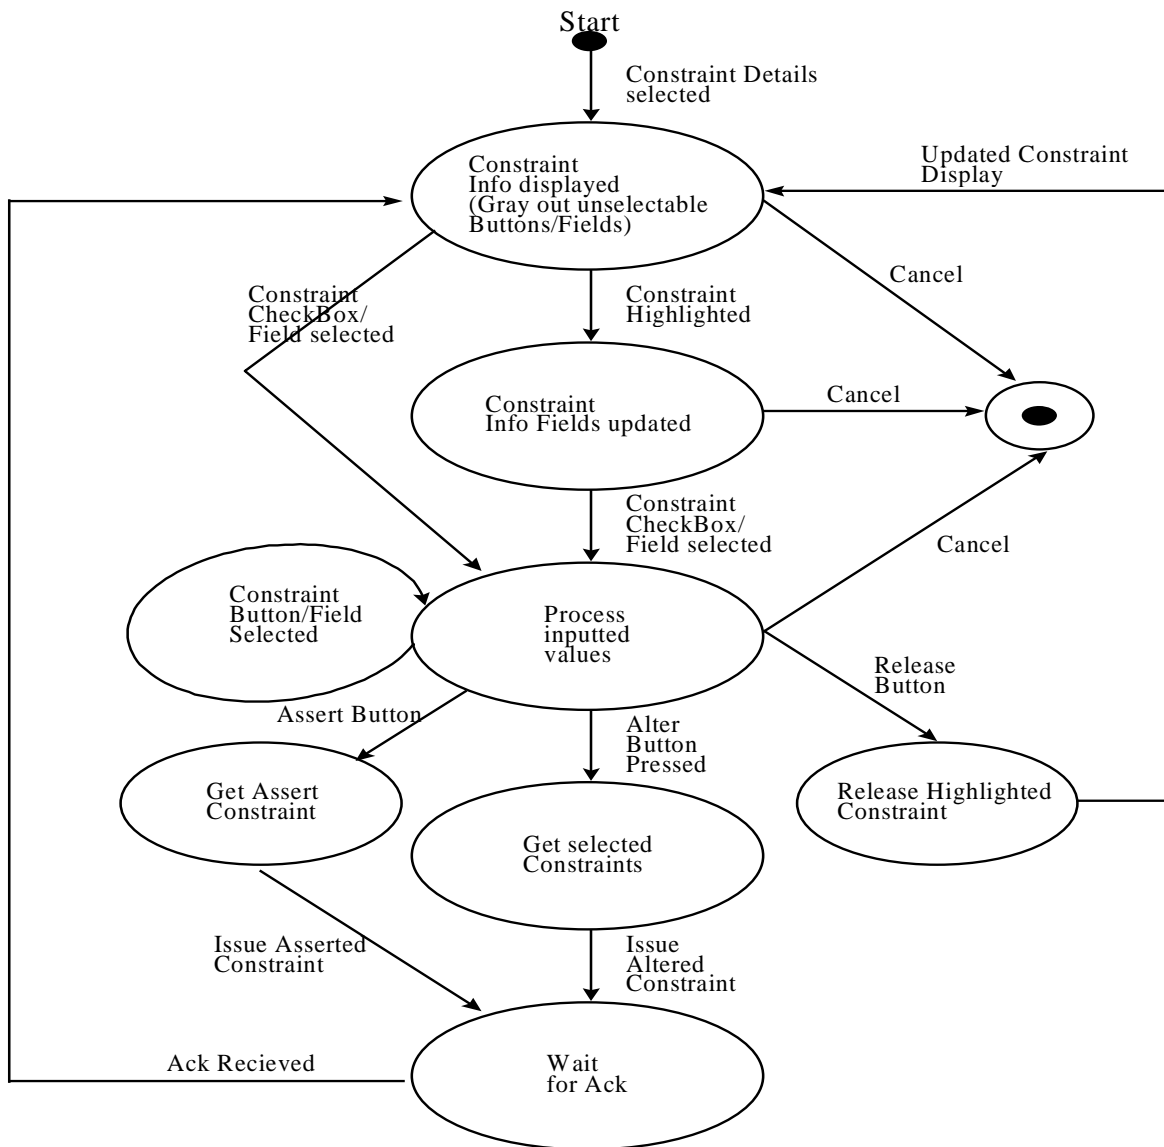 Start
Constraint Details
selected
Constraint
Info displayed
(Gray out unselectable
Buttons/Fields)
Updated Constraint
Display
Cancel
Constraint
CheckBox/
Field selected
Constraint
Highlighted
Constraint
Info Fields updated
Cancel
Constraint
CheckBox/
Field selected
Cancel
Constraint
Button/Field
Selected
Process
inputted
values
Release
Button
Assert Button
Alter
Button
Pressed
Get Assert
Constraint
Release Highlighted
Constraint
Get selected
Constraints
Issue Asserted
Constraint
Issue
Altered
Constraint
Ack Recieved
Wait
for Ack